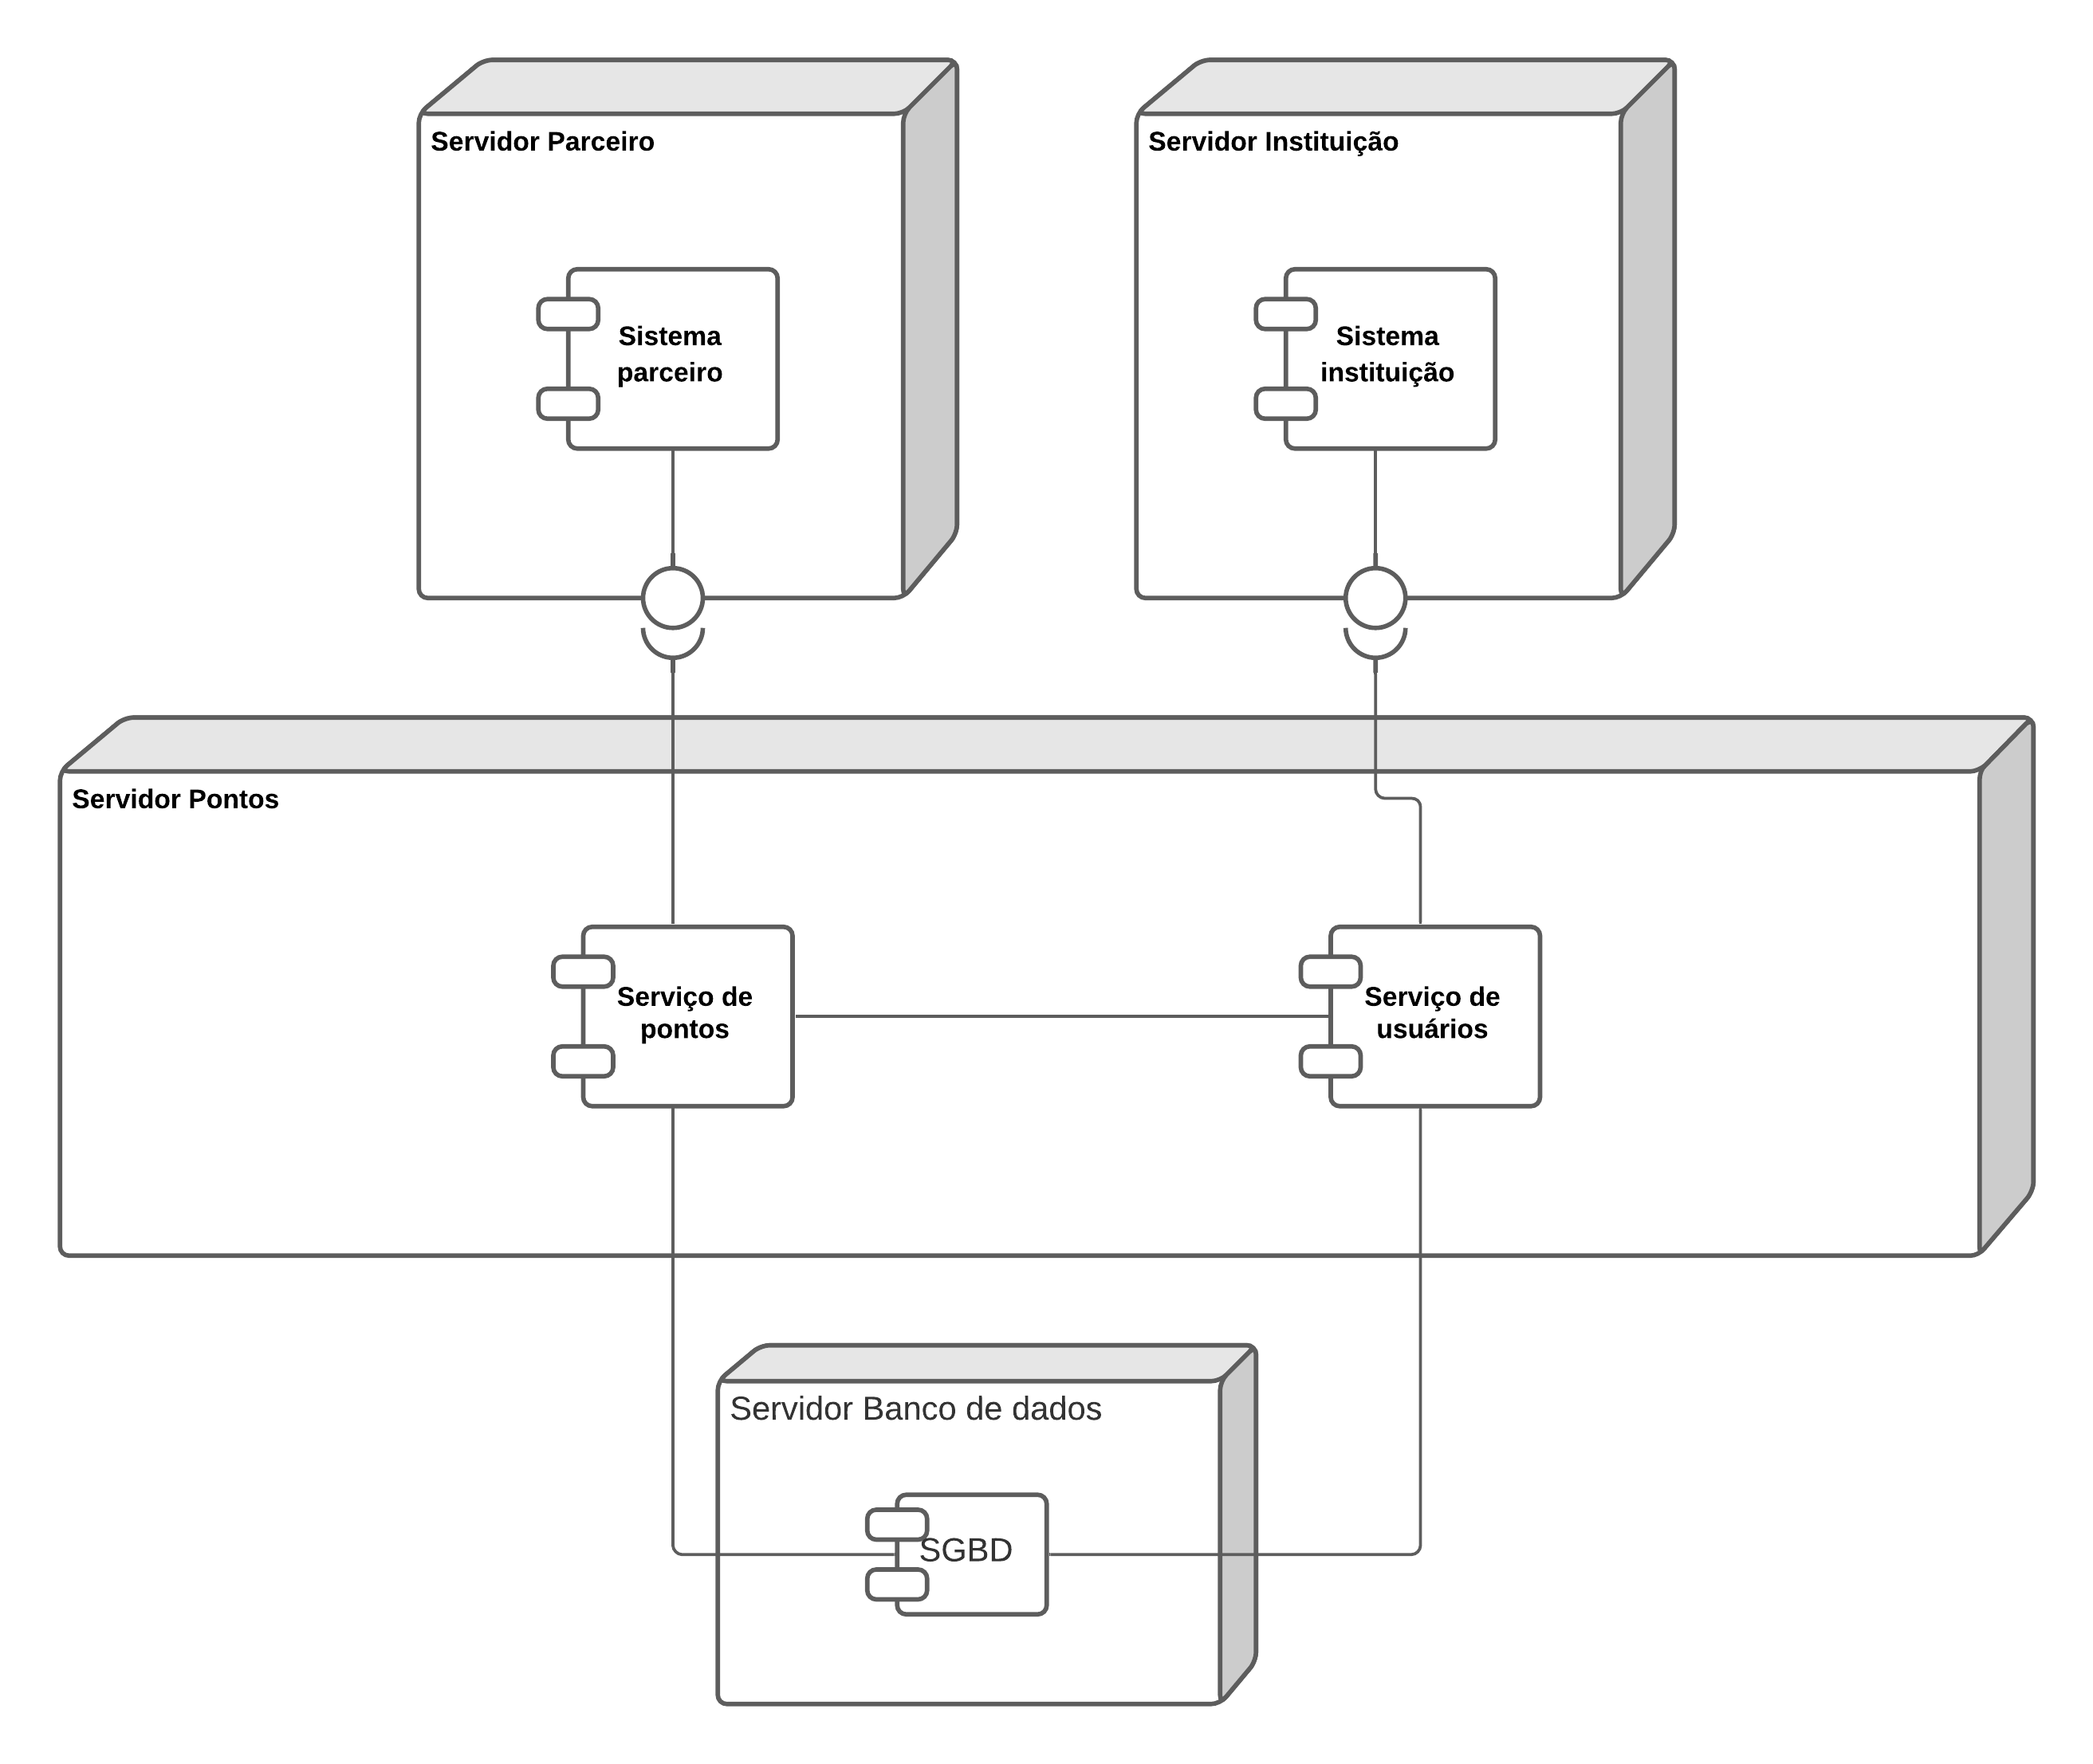 Servidor Parceiro
Servidor Instituição
Sistema
parceiro
Sistema
instituição
Servidor Pontos
Serviço de
pontos
Serviço de
usuários
Servidor Banco de dados
SGBD